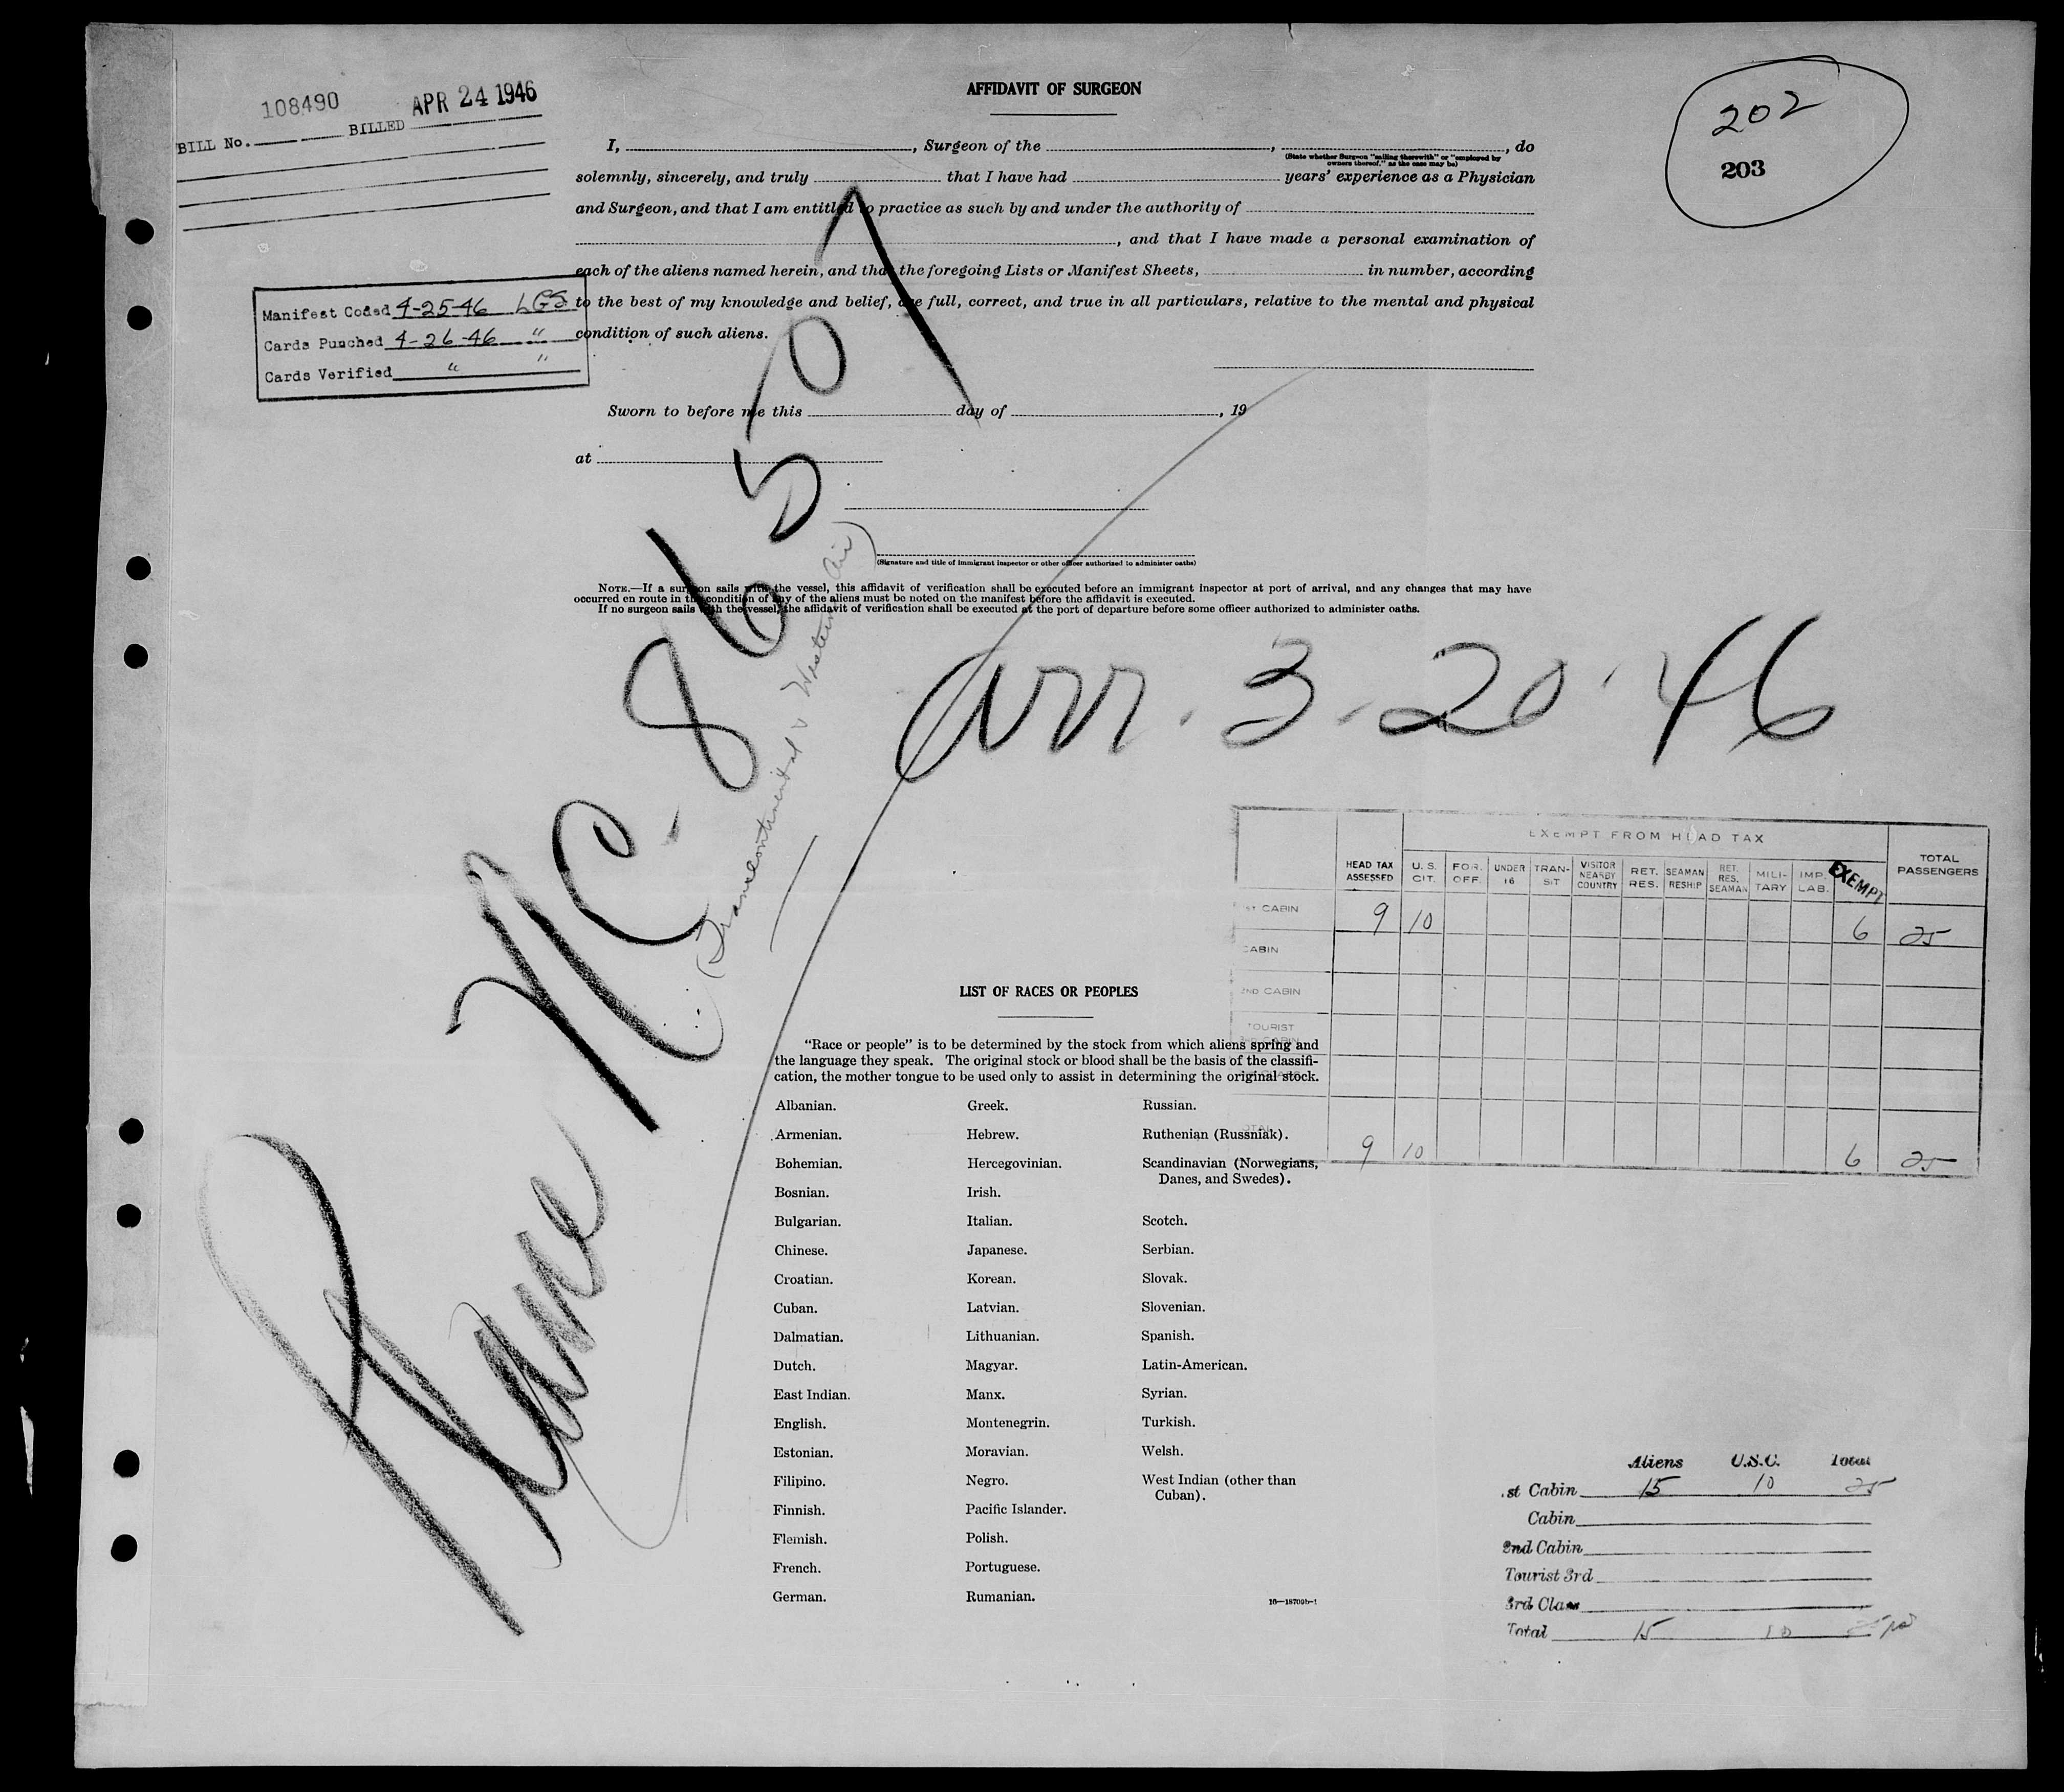 108490 APR 24 1946
BILL No. BILLED
AFFIDAVIT OF SURGEON
202
203
I, , Surgeon of the , , do
(State whether Surgeon "sailing therewith" or "employed by
owners thereof," as the case may be)
solemnly, sincerely, and truly that I have had years' experience as a Physician
and Surgeon, and that I am entitled to practice as such by and under the authority of
, and that I have made a personal examination of
each of the aliens named herein, and that the foregoing Lists or Manifest Sheets, in number, according
to the best of my knowledge and belief, are full, correct, and true in all particulars, relative to the mental and physical
condition of such aliens.
Manifest Coded 4-25-46 LGS
Cards Punched 4-26-46 "
Cards Verified " "
Sworn to before me this day of , 19
at
(Signature and title of immigrant inspector or other officer authorized to administer oaths)
NOTE.—If a surgeon sails with the vessel, this affidavit of verification shall be executed before an immigrant inspector at port of arrival, and any changes that may have
occurred en route in the condition of any of the aliens must be noted on the manifest before the affidavit is executed.
If no surgeon sails with the vessel, the affidavit of verification shall be executed at the port of departure before some officer authorized to administer oaths.
Plane NC-86507
(Transcontinental & Western Air)
arr. 3-20-46
EXEMPT FROM HEAD TAX
HEAD TAX ASSESSED U. S. CIT. FOR. OFF. UNDER 16 TRAN-SIT VISITOR NEARBY COUNTRY RET. RES. SEAMAN RESHIP RET. RES. SEAMAN MILI-TARY IMP. LAB. EXEMPT TOTAL PASSENGERS
1ST CABIN 9 10 6 25
CABIN
2ND CABIN
TOURIST
TOTAL 9 10 6 25
LIST OF RACES OR PEOPLES
"Race or people" is to be determined by the stock from which aliens spring and
the language they speak. The original stock or blood shall be the basis of the classifi-
cation, the mother tongue to be used only to assist in determining the original stock.
Albanian. Greek. Russian.
Armenian. Hebrew. Ruthenian (Russniak).
Bohemian. Hercegovinian. Scandinavian (Norwegians,
Danes, and Swedes).
Bosnian. Irish.
Bulgarian. Italian. Scotch.
Chinese. Japanese. Serbian.
Croatian. Korean. Slovak.
Cuban. Latvian. Slovenian.
Dalmatian. Lithuanian. Spanish.
Dutch. Magyar. Latin-American.
East Indian. Manx. Syrian.
English. Montenegrin. Turkish.
Estonian. Moravian. Welsh.
Filipino. Negro. West Indian (other than
Cuban).
Finnish. Pacific Islander.
Flemish. Polish.
French. Portuguese.
German. Rumanian.
16—18709b-1
Aliens U.S.C. Total
st Cabin 15 10 25
Cabin
2nd Cabin
Tourist 3rd
3rd Class
Total 15 10 25